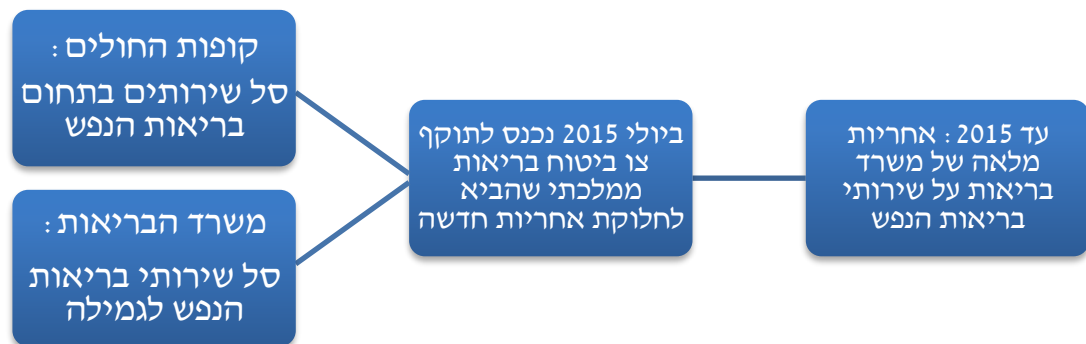 עד 2015 : אחריות
מלאה של משרד
בריאות על שירותי
בריאות הנפש
ביולי 2015 נכנס לתוקף
צו ביטוח בריאות
ממלכתי שהביא
לחלוקת אחריות חדשה
קופות החולים :
סל שירותים בתחום
בריאות הנפש
משרד הבריאות :
סל שירותי בריאות
הנפש לגמילה